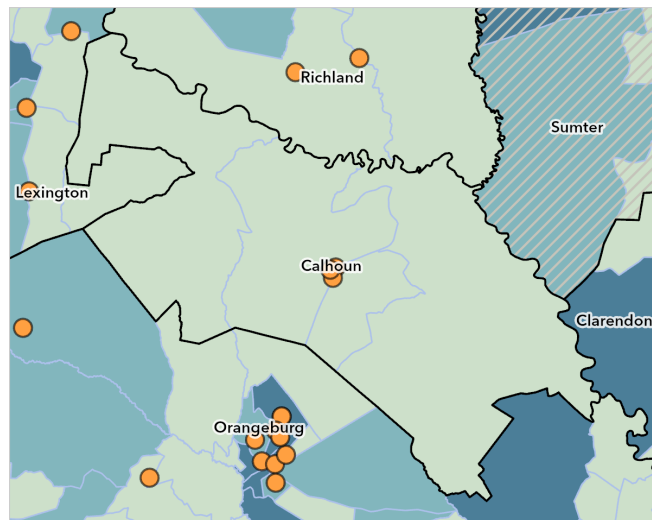 Richland
Sumter
Lexington
Calhoun
Clarendon
Orangeburg